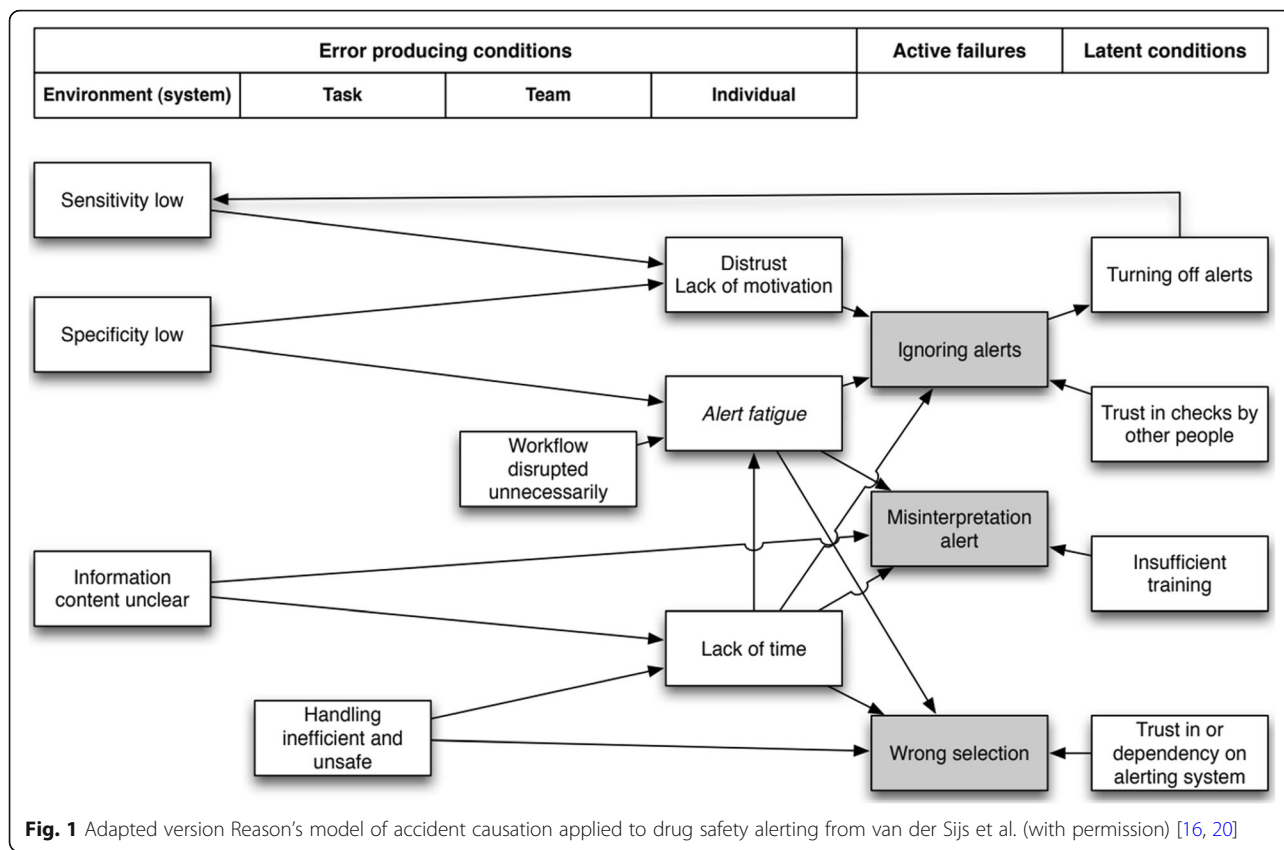 Error producing conditions
Active failures
Latent conditions
Environment (system)
Task
Team
Individual
Sensitivity low
Distrust
Lack of motivation
Turning off alerts
Specificity low
Ignoring alerts
Alert fatigue
Trust in checks by
other people
Workflow
disrupted
unnecessarily
Misinterpretation
alert
Information
content unclear
Insufficient
training
Lack of time
Handling
inefficient and
unsafe
Wrong selection
Trust in or
dependency on
alerting system
Fig. 1 Adapted version Reason's model of accident causation applied to drug safety alerting from van der Sijs et al. (with permission) [16, 20]